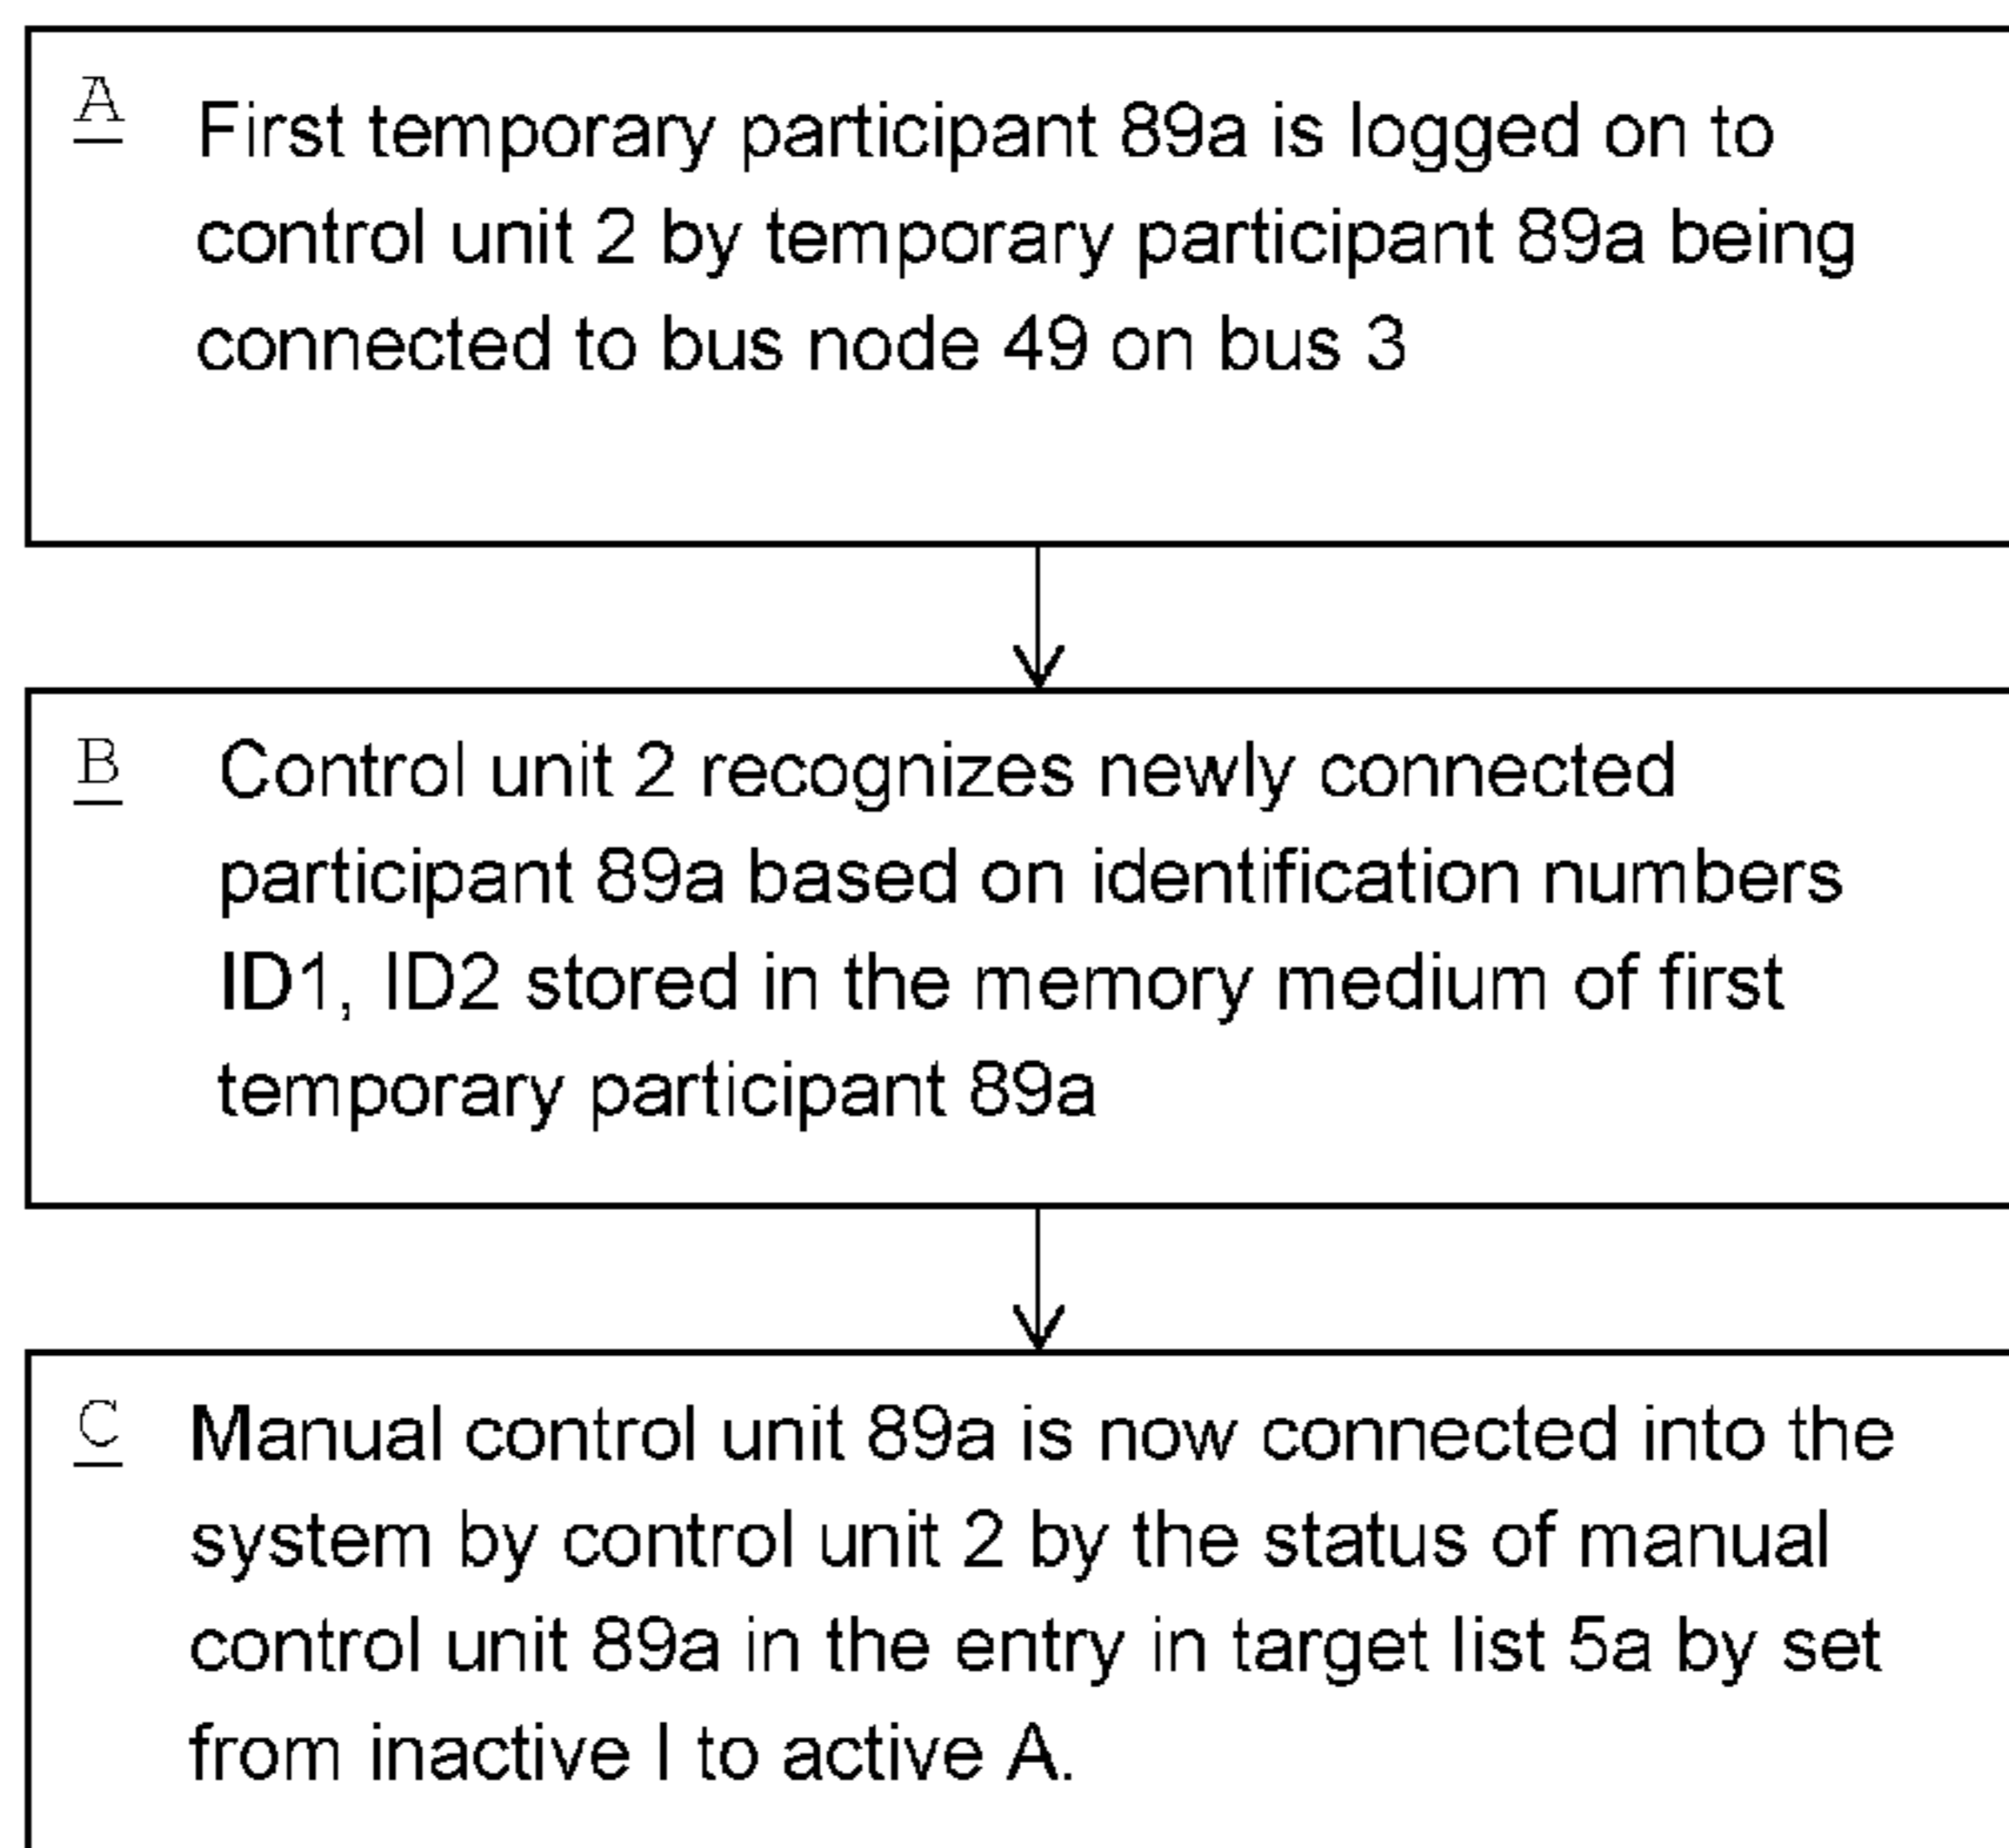 A
First temporary participant 89a is logged on to
control unit 2 by temporary participant 89a being
connected to bus node 49 on bus 3
B
Control unit 2 recognizes newly connected
participant 89a based on identification numbers
ID1, ID2 stored in the memory medium of first
temporary participant 89a
C
Manual control unit 89a is now connected into the
system by control unit 2 by the status of manual
control unit 89a in the entry in target list 5a by set
from inactive I to active A.